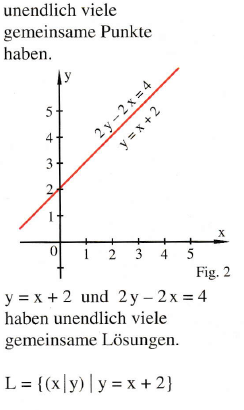 unendlich viele
gemeinsame Punkte
haben.
y
2y – 2x = 4
y = x + 2
5
4
3
2
1
x
0 1 2 3 4 5
Fig. 2
y = x + 2 und 2y – 2x = 4
haben unendlich viele
gemeinsame Lösungen.
L = {(x|y) | y = x + 2}